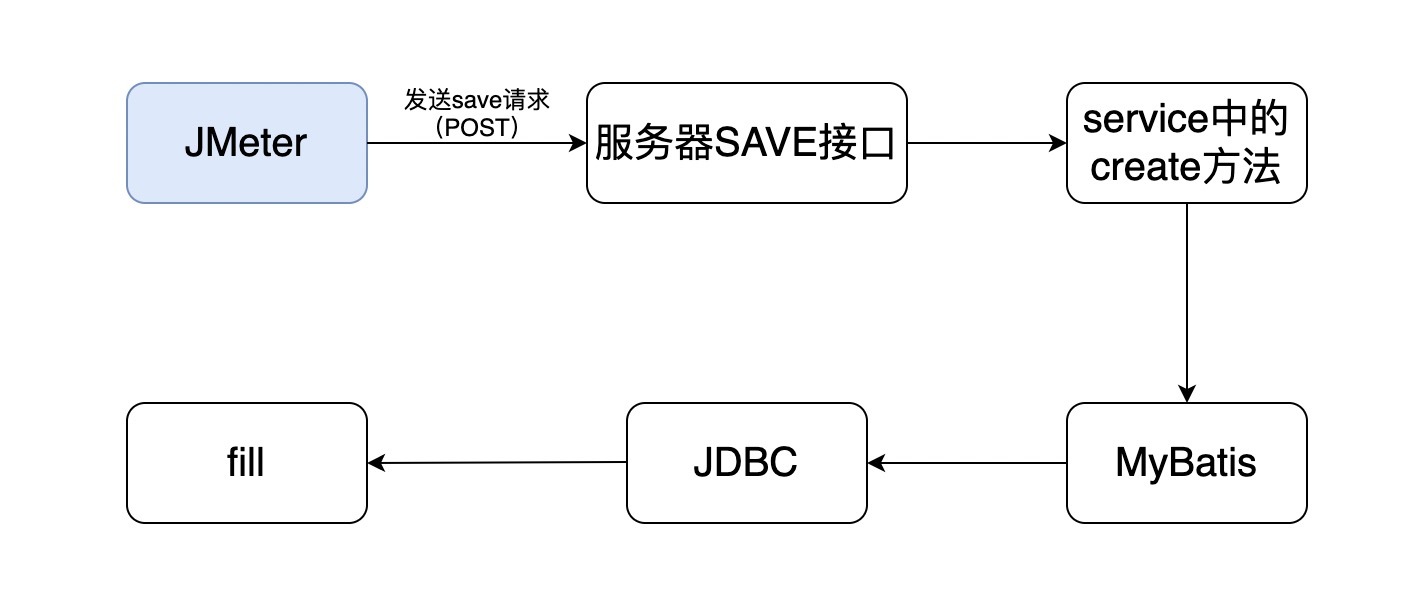 JMeter
发送save请求
（POST）
服务器SAVE接口
service中的
create方法
fill
JDBC
MyBatis